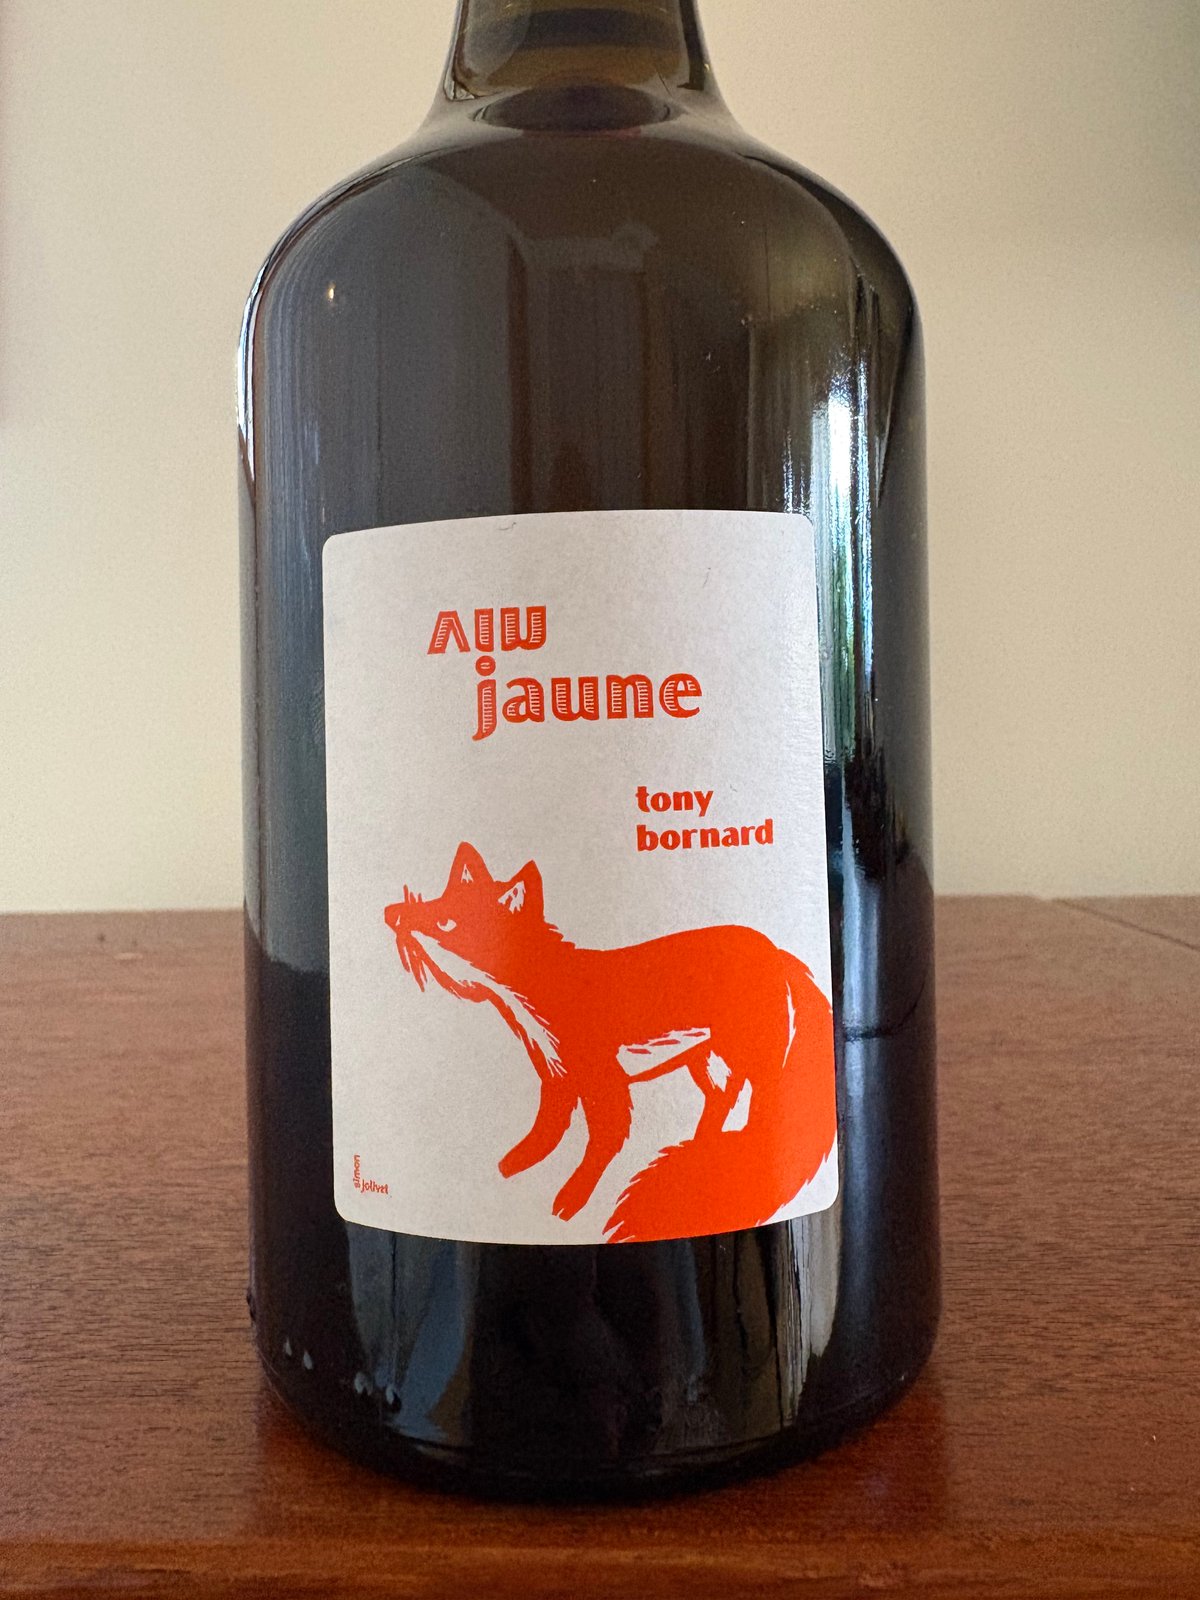 vin
jaune
tony
bornard
simon
jolivet